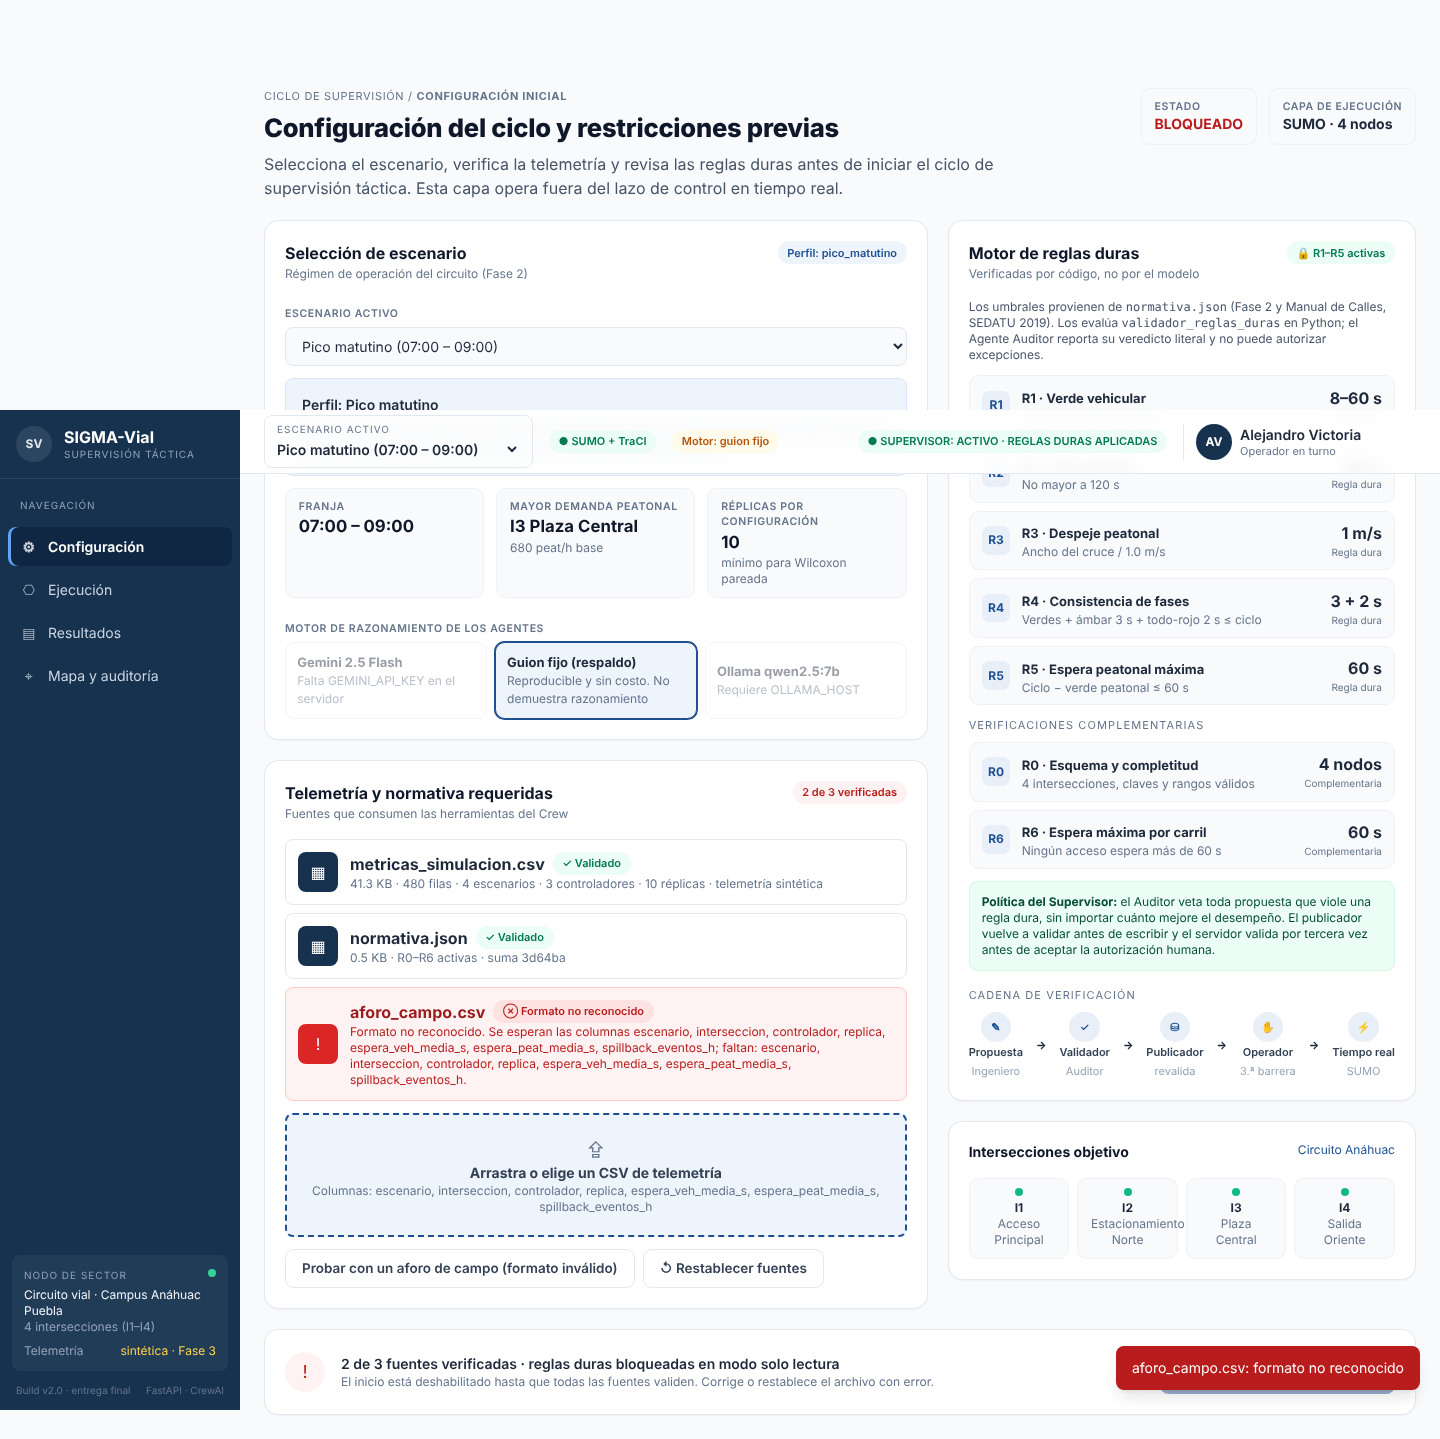 CICLO DE SUPERVISIÓN / CONFIGURACIÓN INICIAL
Configuración del ciclo y restricciones previas
Selecciona el escenario, verifica la telemetría y revisa las reglas duras antes de iniciar el ciclo de
supervisión táctica. Esta capa opera fuera del lazo de control en tiempo real.
ESTADO
BLOQUEADO
CAPA DE EJECUCIÓN
SUMO · 4 nodos
Selección de escenario
Régimen de operación del circuito (Fase 2)
Perfil: pico_matutino
ESCENARIO ACTIVO
Pico matutino (07:00 – 09:00)
Perfil: Pico matutino
Motor de reglas duras
Verificadas por código, no por el modelo
🔒 R1–R5 activas
Los umbrales provienen de normativa.json (Fase 2 y Manual de Calles,
SEDATU 2019). Los evalúa validador_reglas_duras en Python; el
Agente Auditor reporta su veredicto literal y no puede autorizar
excepciones.
R1
R1 · Verde vehicular
8–60 s
SV
SIGMA-Vial
SUPERVISIÓN TÁCTICA
ESCENARIO ACTIVO
Pico matutino (07:00 – 09:00)
● SUMO + TraCI
Motor: guion fijo
● SUPERVISOR: ACTIVO · REGLAS DURAS APLICADAS
AV
Alejandro Victoria
Operador en turno
NAVEGACIÓN
⚙ Configuración
⎔ Ejecución
▤ Resultados
⌖ Mapa y auditoría
FRANJA
07:00 – 09:00
MAYOR DEMANDA PEATONAL
I3 Plaza Central
680 peat/h base
RÉPLICAS POR
CONFIGURACIÓN
10
mínimo para Wilcoxon
pareada
MOTOR DE RAZONAMIENTO DE LOS AGENTES
Gemini 2.5 Flash
Falta GEMINI_API_KEY en el
servidor
Guion fijo (respaldo)
Reproducible y sin costo. No
demuestra razonamiento
Ollama qwen2.5:7b
Requiere OLLAMA_HOST
R2
No mayor a 120 s
Regla dura
R3
R3 · Despeje peatonal
Ancho del cruce / 1.0 m/s
1 m/s
Regla dura
R4
R4 · Consistencia de fases
Verdes + ámbar 3 s + todo-rojo 2 s ≤ ciclo
3 + 2 s
Regla dura
R5
R5 · Espera peatonal máxima
Ciclo − verde peatonal ≤ 60 s
60 s
Regla dura
VERIFICACIONES COMPLEMENTARIAS
R0
R0 · Esquema y completitud
4 intersecciones, claves y rangos válidos
4 nodos
Complementaria
R6
R6 · Espera máxima por carril
Ningún acceso espera más de 60 s
60 s
Complementaria
Política del Supervisor: el Auditor veta toda propuesta que viole una
regla dura, sin importar cuánto mejore el desempeño. El publicador
vuelve a validar antes de escribir y el servidor valida por tercera vez
antes de aceptar la autorización humana.
CADENA DE VERIFICACIÓN
Propuesta → Validador → Publicador → Operador → Tiempo real
Ingeniero Auditor revalida 3.ª barrera SUMO
Telemetría y normativa requeridas
Fuentes que consumen las herramientas del Crew
2 de 3 verificadas
metricas_simulacion.csv ✓ Validado
41.3 KB · 480 filas · 4 escenarios · 3 controladores · 10 réplicas · telemetría sintética
normativa.json ✓ Validado
0.5 KB · R0–R6 activas · suma 3d64ba
!
aforo_campo.csv ⓧ Formato no reconocido
Formato no reconocido. Se esperan las columnas escenario, interseccion, controlador, replica,
espera_veh_media_s, espera_peat_media_s, spillback_eventos_h; faltan: escenario,
interseccion, controlador, replica, espera_veh_media_s, espera_peat_media_s,
spillback_eventos_h.
Arrastra o elige un CSV de telemetría
Columnas: escenario, interseccion, controlador, replica, espera_veh_media_s, espera_peat_media_s,
spillback_eventos_h
Probar con un aforo de campo (formato inválido)
↺ Restablecer fuentes
Intersecciones objetivo
Circuito Anáhuac
I1
Acceso
Principal
I2
Estacionamiento
Norte
I3
Plaza
Central
I4
Salida
Oriente
NODO DE SECTOR
Circuito vial · Campus Anáhuac
Puebla
4 intersecciones (I1–I4)
Telemetría sintética · Fase 3
Build v2.0 · entrega final FastAPI · CrewAI
!
2 de 3 fuentes verificadas · reglas duras bloqueadas en modo solo lectura
El inicio está deshabilitado hasta que todas las fuentes validen. Corrige o restablece el archivo con error.
aforo_campo.csv: formato no reconocido